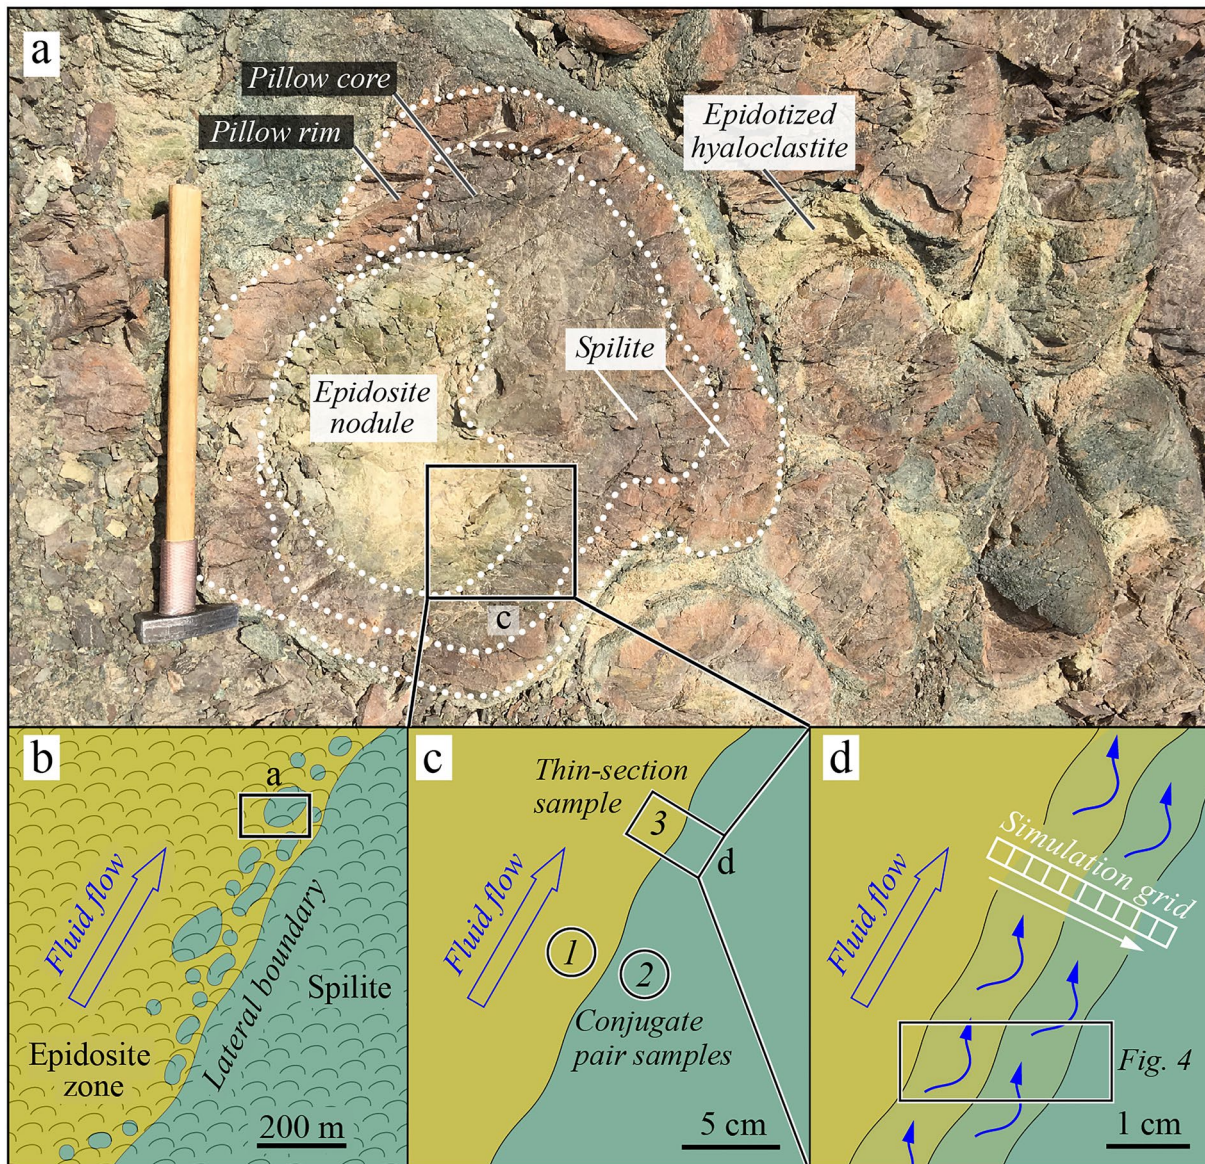 a
Pillow core
Pillow rim
Epidotized
hyaloclastite
Spilite
Epidosite
nodule
c
b
a
Fluid flow
Lateral boundary
Spilite
Epidosite
zone
200 m
c
Thin-section
sample
3
d
Fluid flow
1
2
Conjugate
pair samples
5 cm
d
Simulation grid
Fluid flow
Fig. 4
1 cm